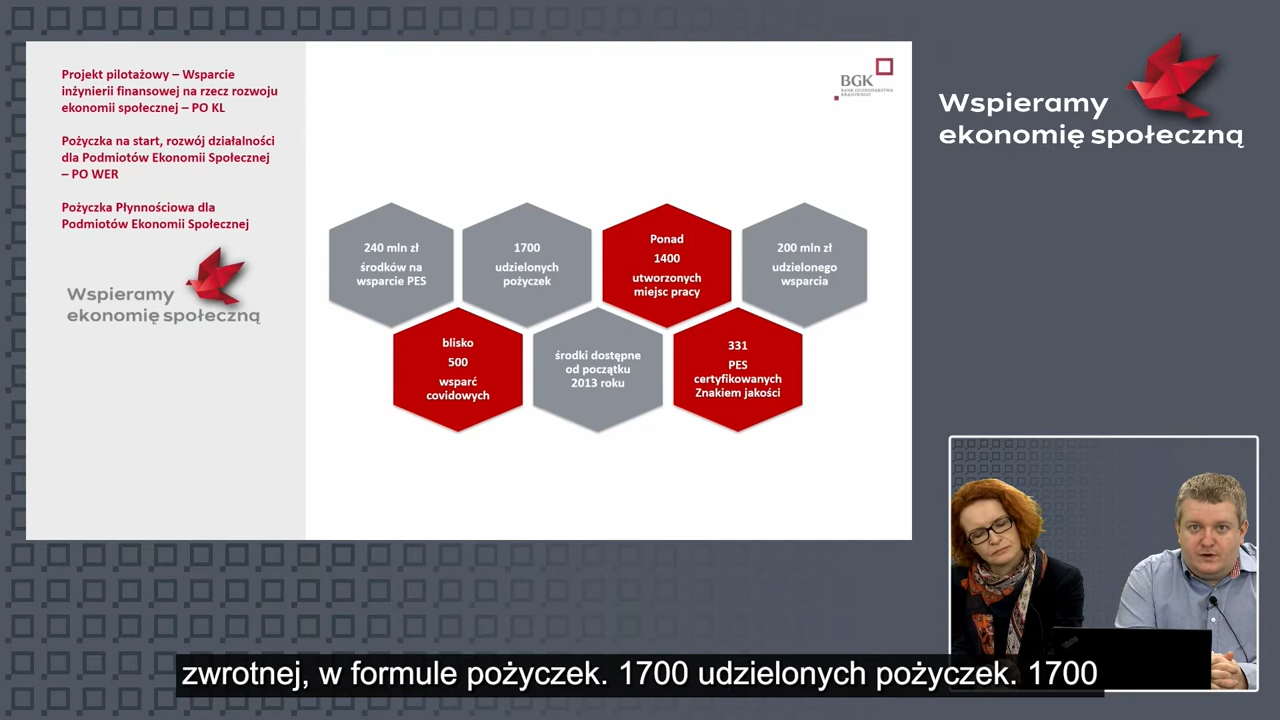 Projekt pilotażowy – Wsparcie
inżynierii finansowej na rzecz rozwoju
ekonomii społecznej – PO KL
Pożyczka na start, rozwój działalności
dla Podmiotów Ekonomii Społecznej
– PO WER
Pożyczka Płynnościowa dla
Podmiotów Ekonomii Społecznej
Wspieramy
ekonomię społeczną
BGK
BANK GOSPODARSTWA
KRAJOWEGO
240 mln zł
środków na
wsparcie PES
1700
udzielonych
pożyczek
Ponad
1400
utworzonych
miejsc pracy
200 mln zł
udzielonego
wsparcia
blisko
500
wsparć
covidowych
środki dostępne
od początku
2013 roku
331
PES
certyfikowanych
Znakiem jakości
Wspieramy
ekonomię społeczną
zwrotnej, w formule pożyczek. 1700 udzielonych pożyczek. 1700